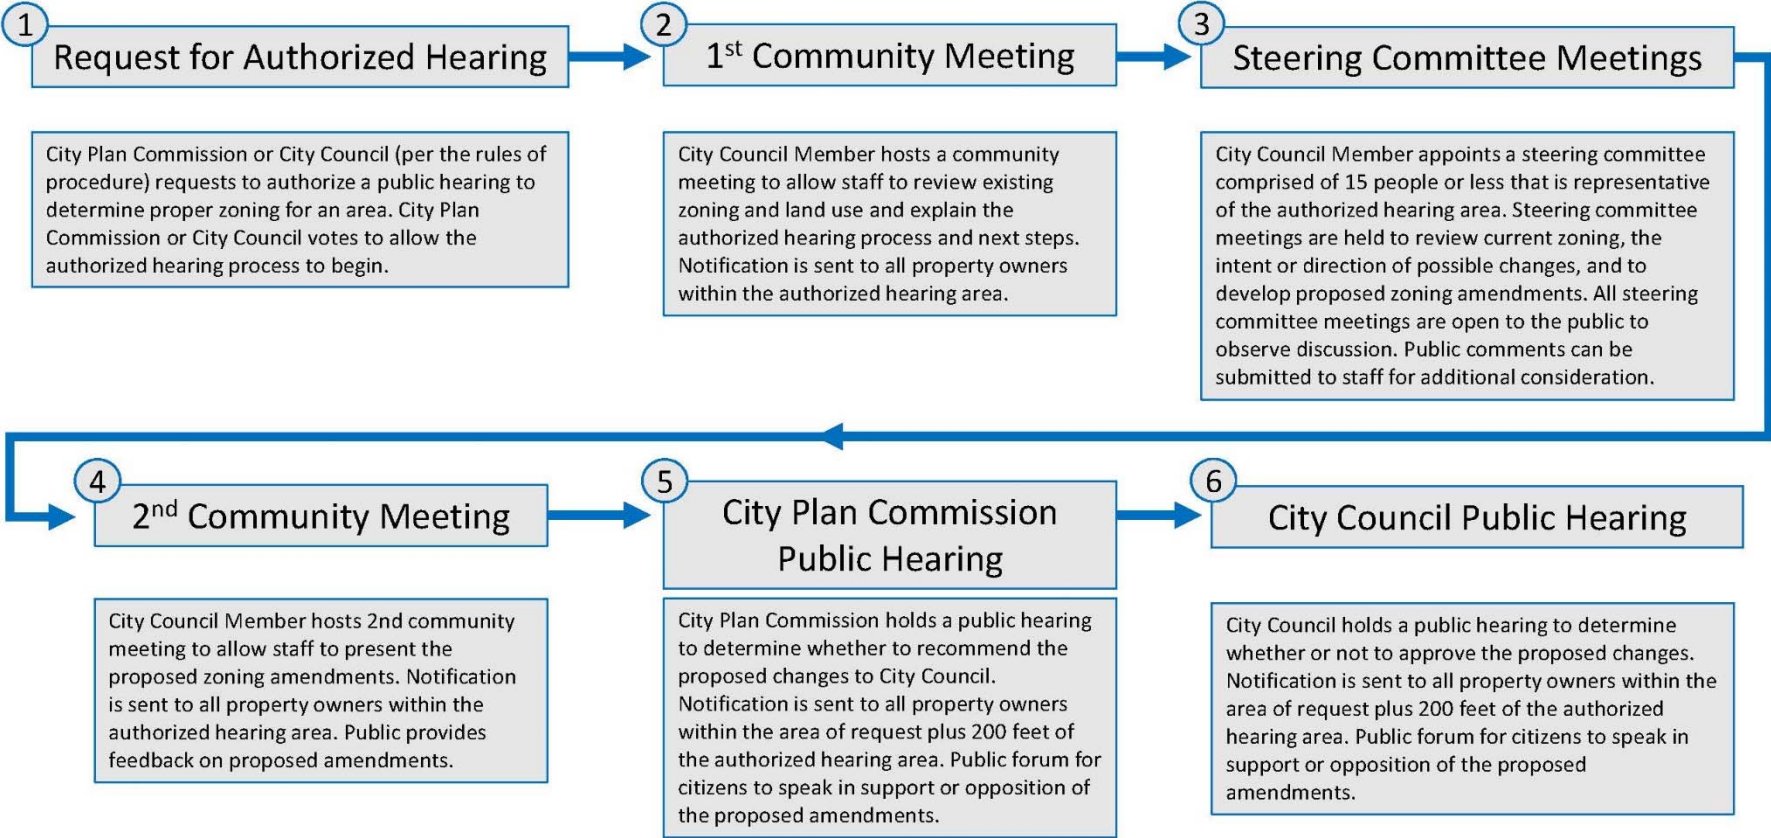 1
Request for Authorized Hearing
City Plan Commission or City Council (per the rules of
procedure) requests to authorize a public hearing to
determine proper zoning for an area. City Plan
Commission or City Council votes to allow the
authorized hearing process to begin.
2
1st Community Meeting
City Council Member hosts a community
meeting to allow staff to review existing
zoning and land use and explain the
authorized hearing process and next steps.
Notification is sent to all property owners
within the authorized hearing area.
3
Steering Committee Meetings
City Council Member appoints a steering committee
comprised of 15 people or less that is representative
of the authorized hearing area. Steering committee
meetings are held to review current zoning, the
intent or direction of possible changes, and to
develop proposed zoning amendments. All steering
committee meetings are open to the public to
observe discussion. Public comments can be
submitted to staff for additional consideration.
4
2nd Community Meeting
City Council Member hosts 2nd community
meeting to allow staff to present the
proposed zoning amendments. Notification
is sent to all property owners within the
authorized hearing area. Public provides
feedback on proposed amendments.
5
City Plan Commission
Public Hearing
City Plan Commission holds a public hearing
to determine whether to recommend the
proposed changes to City Council.
Notification is sent to all property owners
within the area of request plus 200 feet of
the authorized hearing area. Public forum for
citizens to speak in support or opposition of
the proposed amendments.
6
City Council Public Hearing
City Council holds a public hearing to determine
whether or not to approve the proposed changes.
Notification is sent to all property owners within the
area of request plus 200 feet of the authorized
hearing area. Public forum for citizens to speak in
support or opposition of the proposed
amendments.